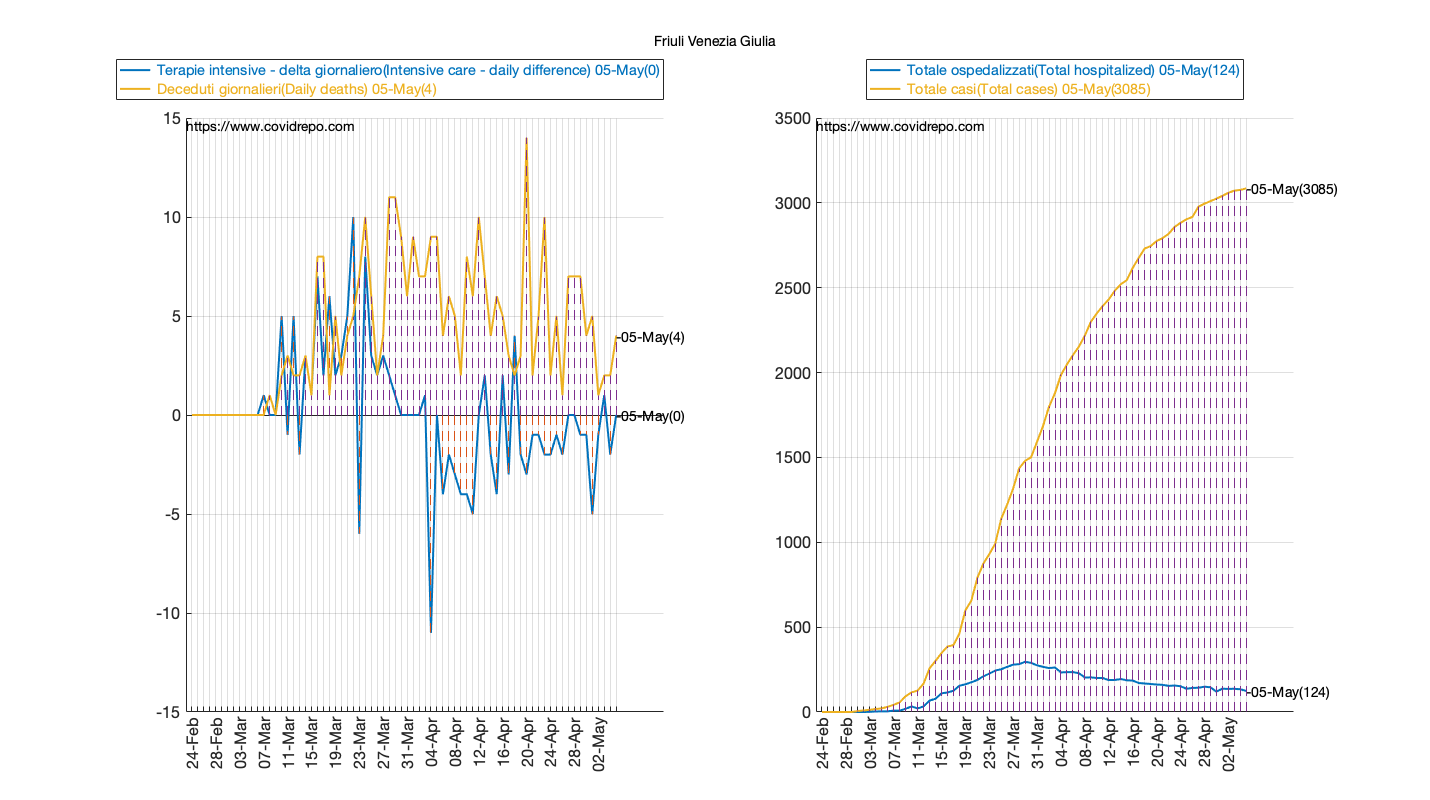 Friuli Venezia Giulia
Terapie intensive - delta giornaliero(Intensive care - daily difference) 05-May(0)
Deceduti giornalieri(Daily deaths) 05-May(4)
https://www.covidrepo.com
15
10
5
0
-5
-10
-15
05-May(4)
05-May(0)
24-Feb
28-Feb
03-Mar
07-Mar
11-Mar
15-Mar
19-Mar
23-Mar
27-Mar
31-Mar
04-Apr
08-Apr
12-Apr
16-Apr
20-Apr
24-Apr
28-Apr
02-May
Totale ospedalizzati(Total hospitalized) 05-May(124)
Totale casi(Total cases) 05-May(3085)
https://www.covidrepo.com
3500
3000
2500
2000
1500
1000
500
0
05-May(3085)
05-May(124)
24-Feb
28-Feb
03-Mar
07-Mar
11-Mar
15-Mar
19-Mar
23-Mar
27-Mar
31-Mar
04-Apr
08-Apr
12-Apr
16-Apr
20-Apr
24-Apr
28-Apr
02-May